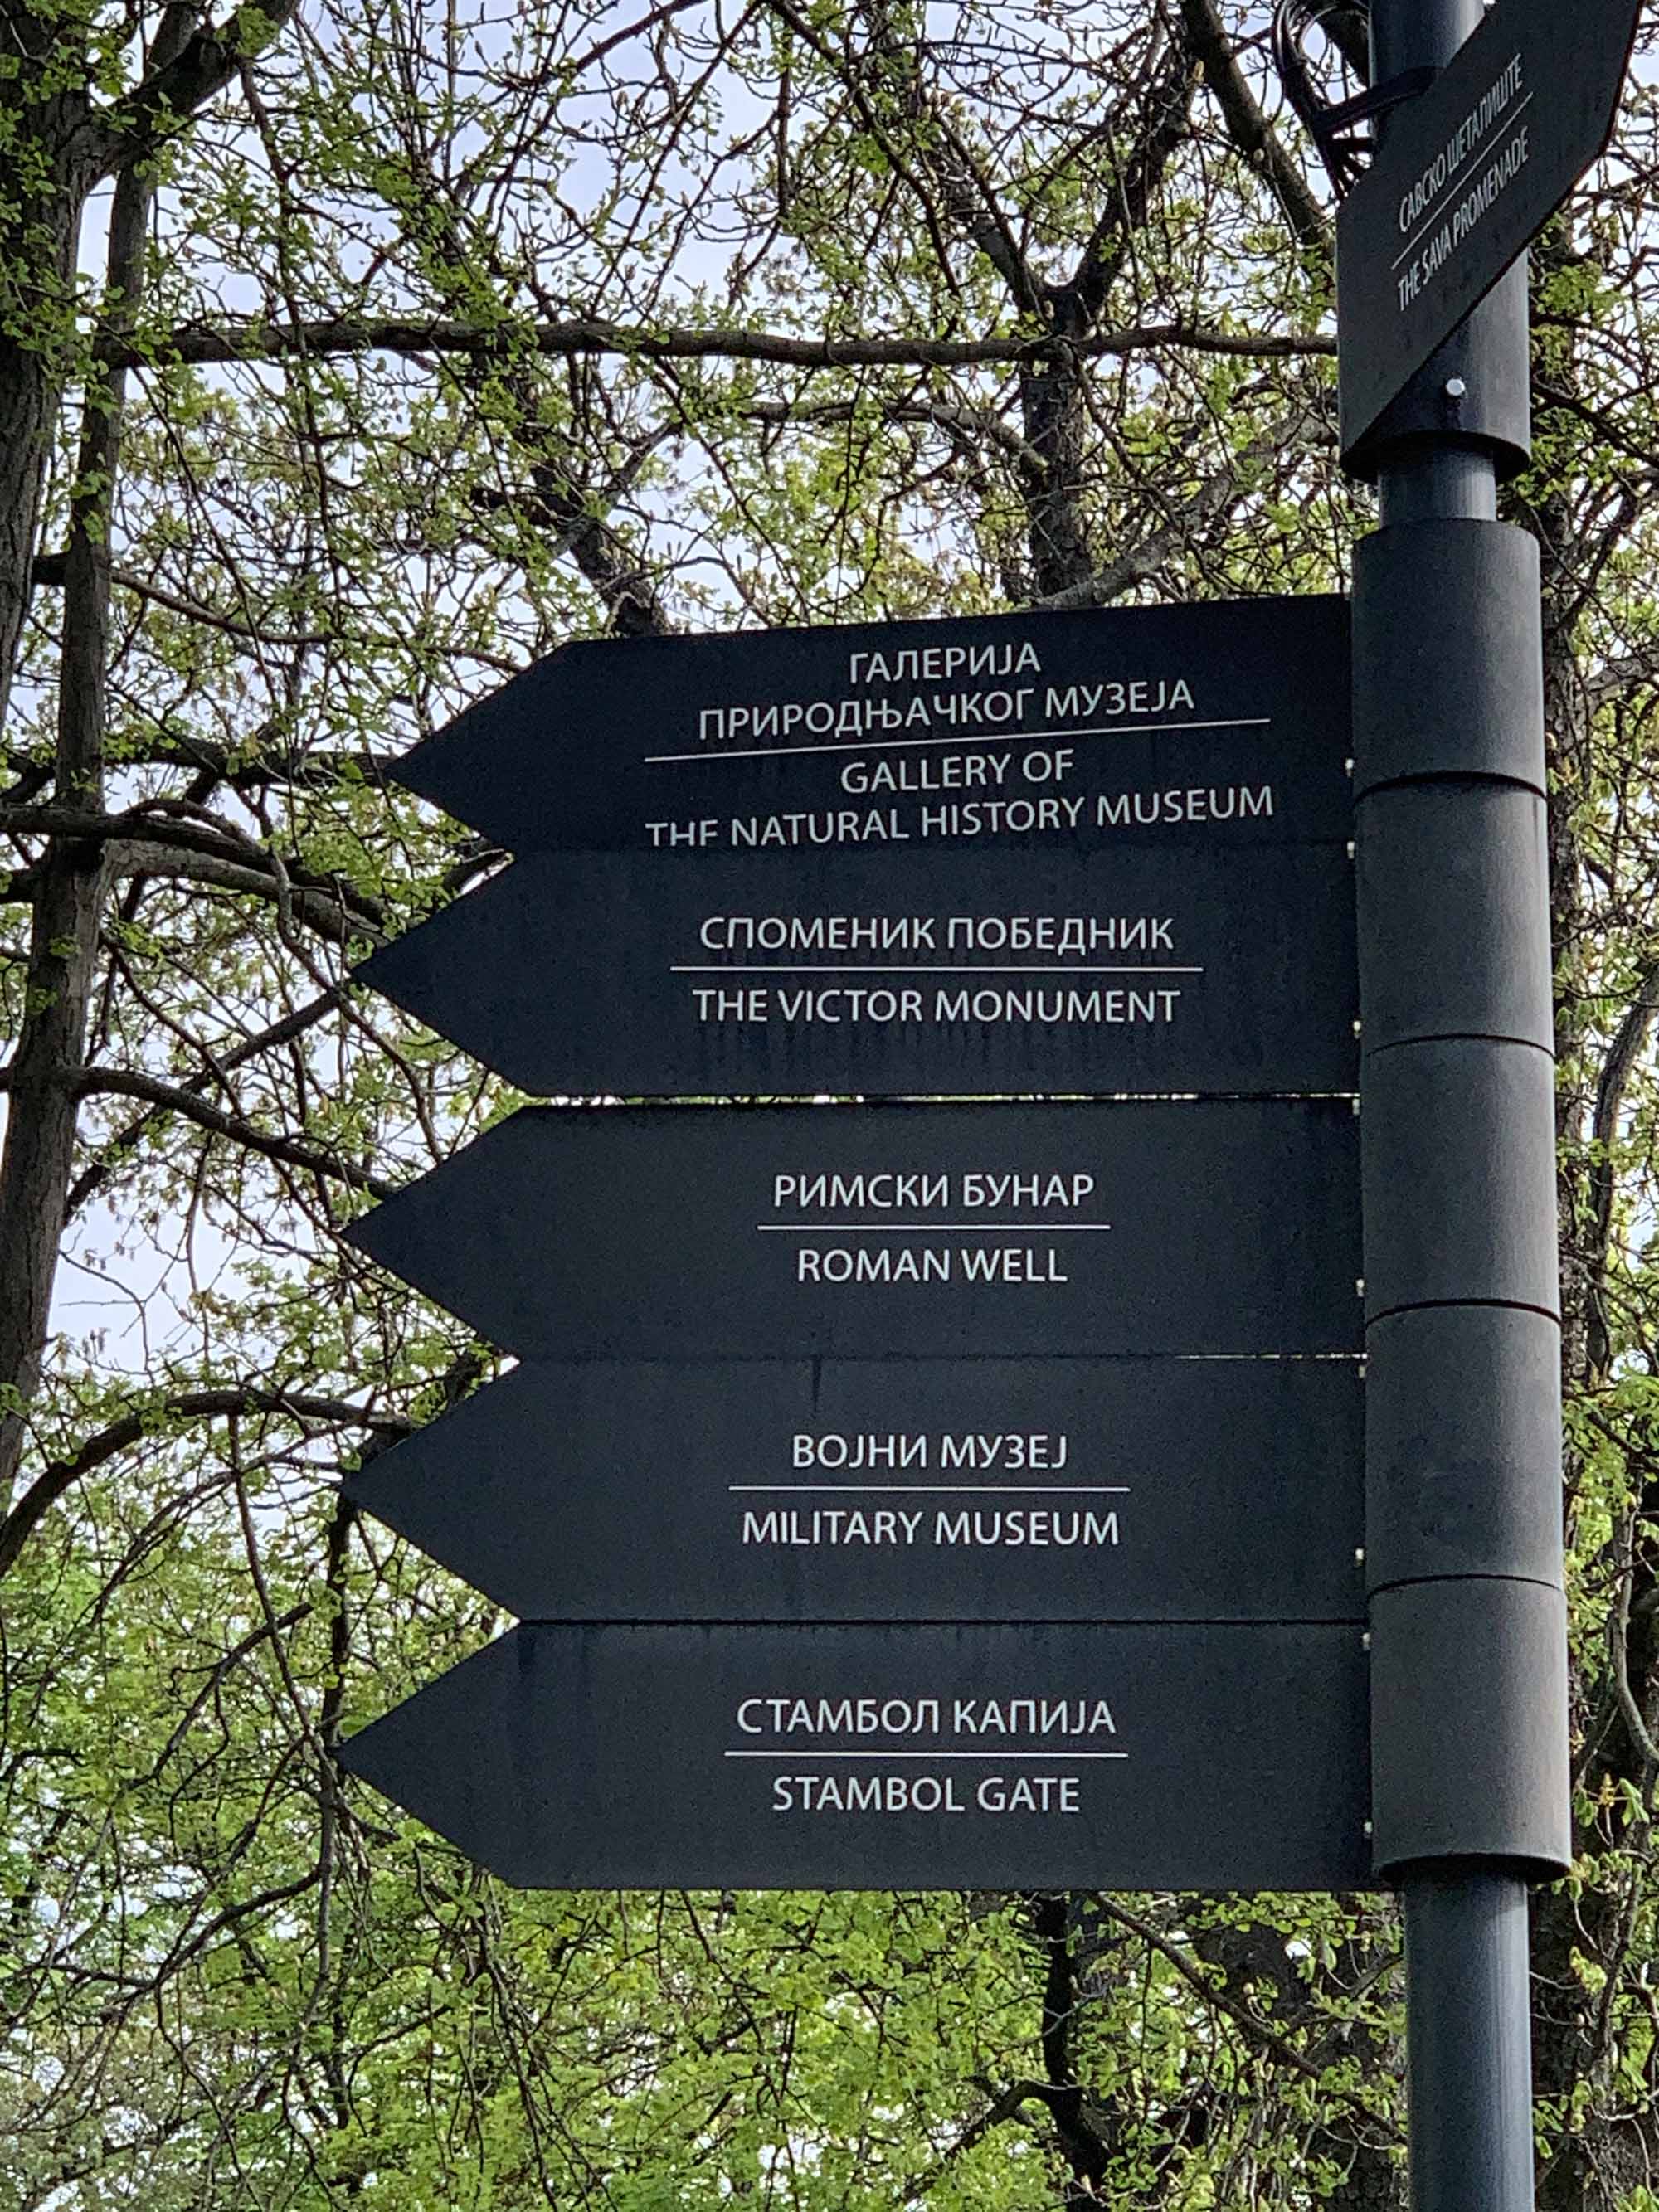 САВСКО ШЕТАЛИШТЕ
THE SAVA PROMENADE
ГАЛЕРИЈА
ПРИРОДЊАЧКОГ МУЗЕЈА
GALLERY OF
THE NATURAL HISTORY MUSEUM
СПОМЕНИК ПОБЕДНИК
THE VICTOR MONUMENT
РИМСКИ БУНАР
ROMAN WELL
ВОЈНИ МУЗЕЈ
MILITARY MUSEUM
СТАМБОЛ КАПИЈА
STAMBOL GATE